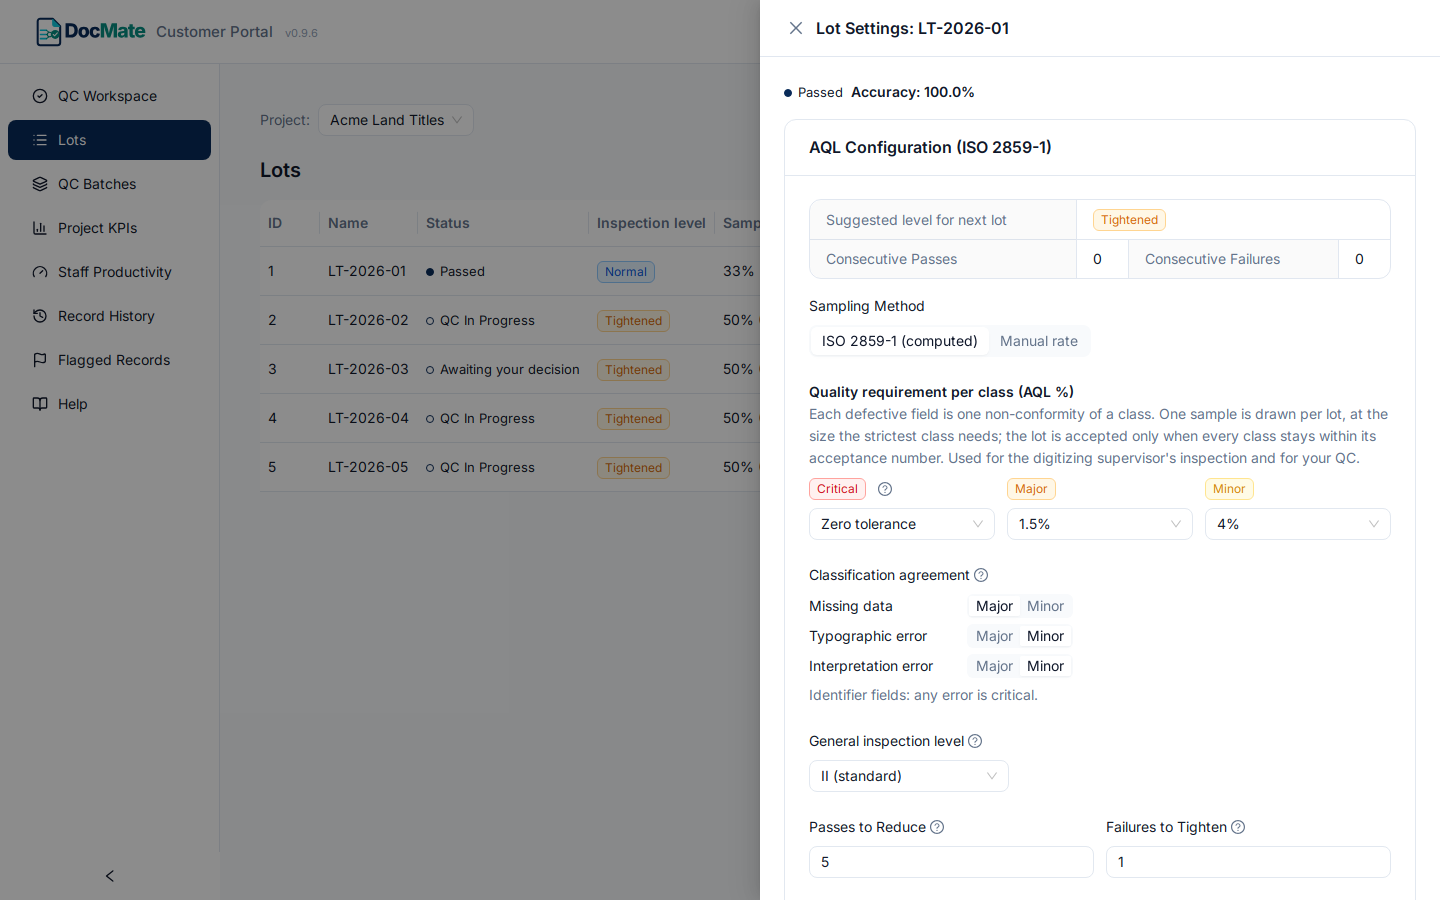 DocMate Customer Portal v0.9.6
QC Workspace
Lots
QC Batches
Project KPIs
Staff Productivity
Record History
Flagged Records
Help
Project: Acme Land Titles
Lots
ID Name Status Inspection level Samp
1 LT-2026-01 Passed Normal 33%
2 LT-2026-02 QC In Progress Tightened 50%
3 LT-2026-03 Awaiting your decision Tightened 50%
4 LT-2026-04 QC In Progress Tightened 50%
5 LT-2026-05 QC In Progress Tightened 50%
Lot Settings: LT-2026-01
Passed Accuracy: 100.0%
AQL Configuration (ISO 2859-1)
Suggested level for next lot Tightened
Consecutive Passes 0 Consecutive Failures 0
Sampling Method
ISO 2859-1 (computed) Manual rate
Quality requirement per class (AQL %)
Each defective field is one non-conformity of a class. One sample is drawn per lot, at the
size the strictest class needs; the lot is accepted only when every class stays within its
acceptance number. Used for the digitizing supervisor's inspection and for your QC.
Critical Major Minor
Zero tolerance 1.5% 4%
Classification agreement
Missing data Major Minor
Typographic error Major Minor
Interpretation error Major Minor
Identifier fields: any error is critical.
General inspection level
II (standard)
Passes to Reduce Failures to Tighten
5 1